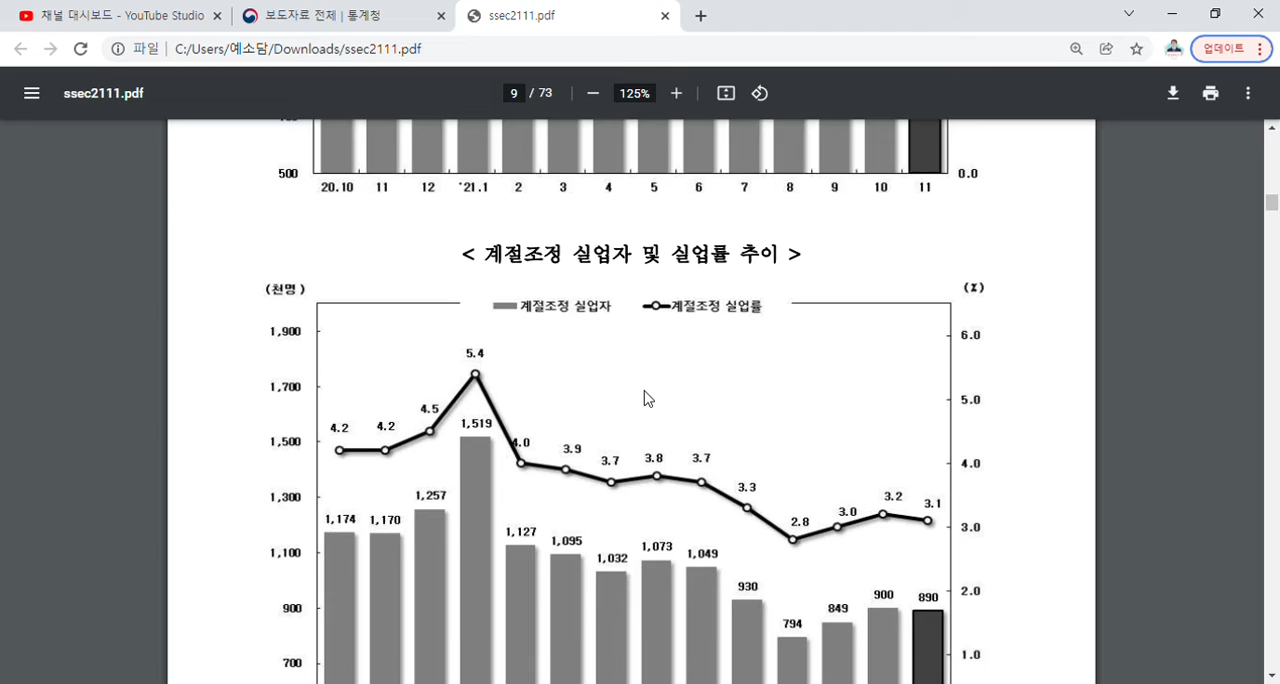 채널 대시보드 - YouTube Studio
보도자료 전체 | 통계청
ssec2111.pdf
파일 C:/Users/예소담/Downloads/ssec2111.pdf
업데이트
ssec2111.pdf
9 / 73
125%
500 0.0
20.10 11 12 '21.1 2 3 4 5 6 7 8 9 10 11
< 계절조정 실업자 및 실업률 추이 >
(천명) (%)
계절조정 실업자 계절조정 실업률
1,900 6.0
5.4
1,700 5.0
4.2 4.2 4.5 1,519 4.0 3.9 3.7 3.8 3.7 3.3 2.8 3.0 3.2 3.1
1,500 4.0
1,300 3.0
1,174 1,170 1,257 1,127 1,095 1,032 1,073 1,049 930 794 849 900 890
1,100 2.0
900 1.0
700